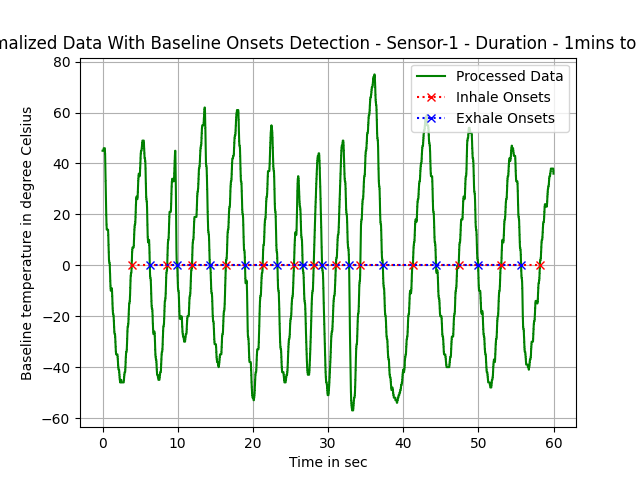 malized Data With Baseline Onsets Detection - Sensor-1 - Duration - 1mins to
Processed Data
Inhale Onsets
Exhale Onsets
Baseline temperature in degree Celsius
80
60
40
20
0
−20
−40
−60
0 10 20 30 40 50 60
Time in sec